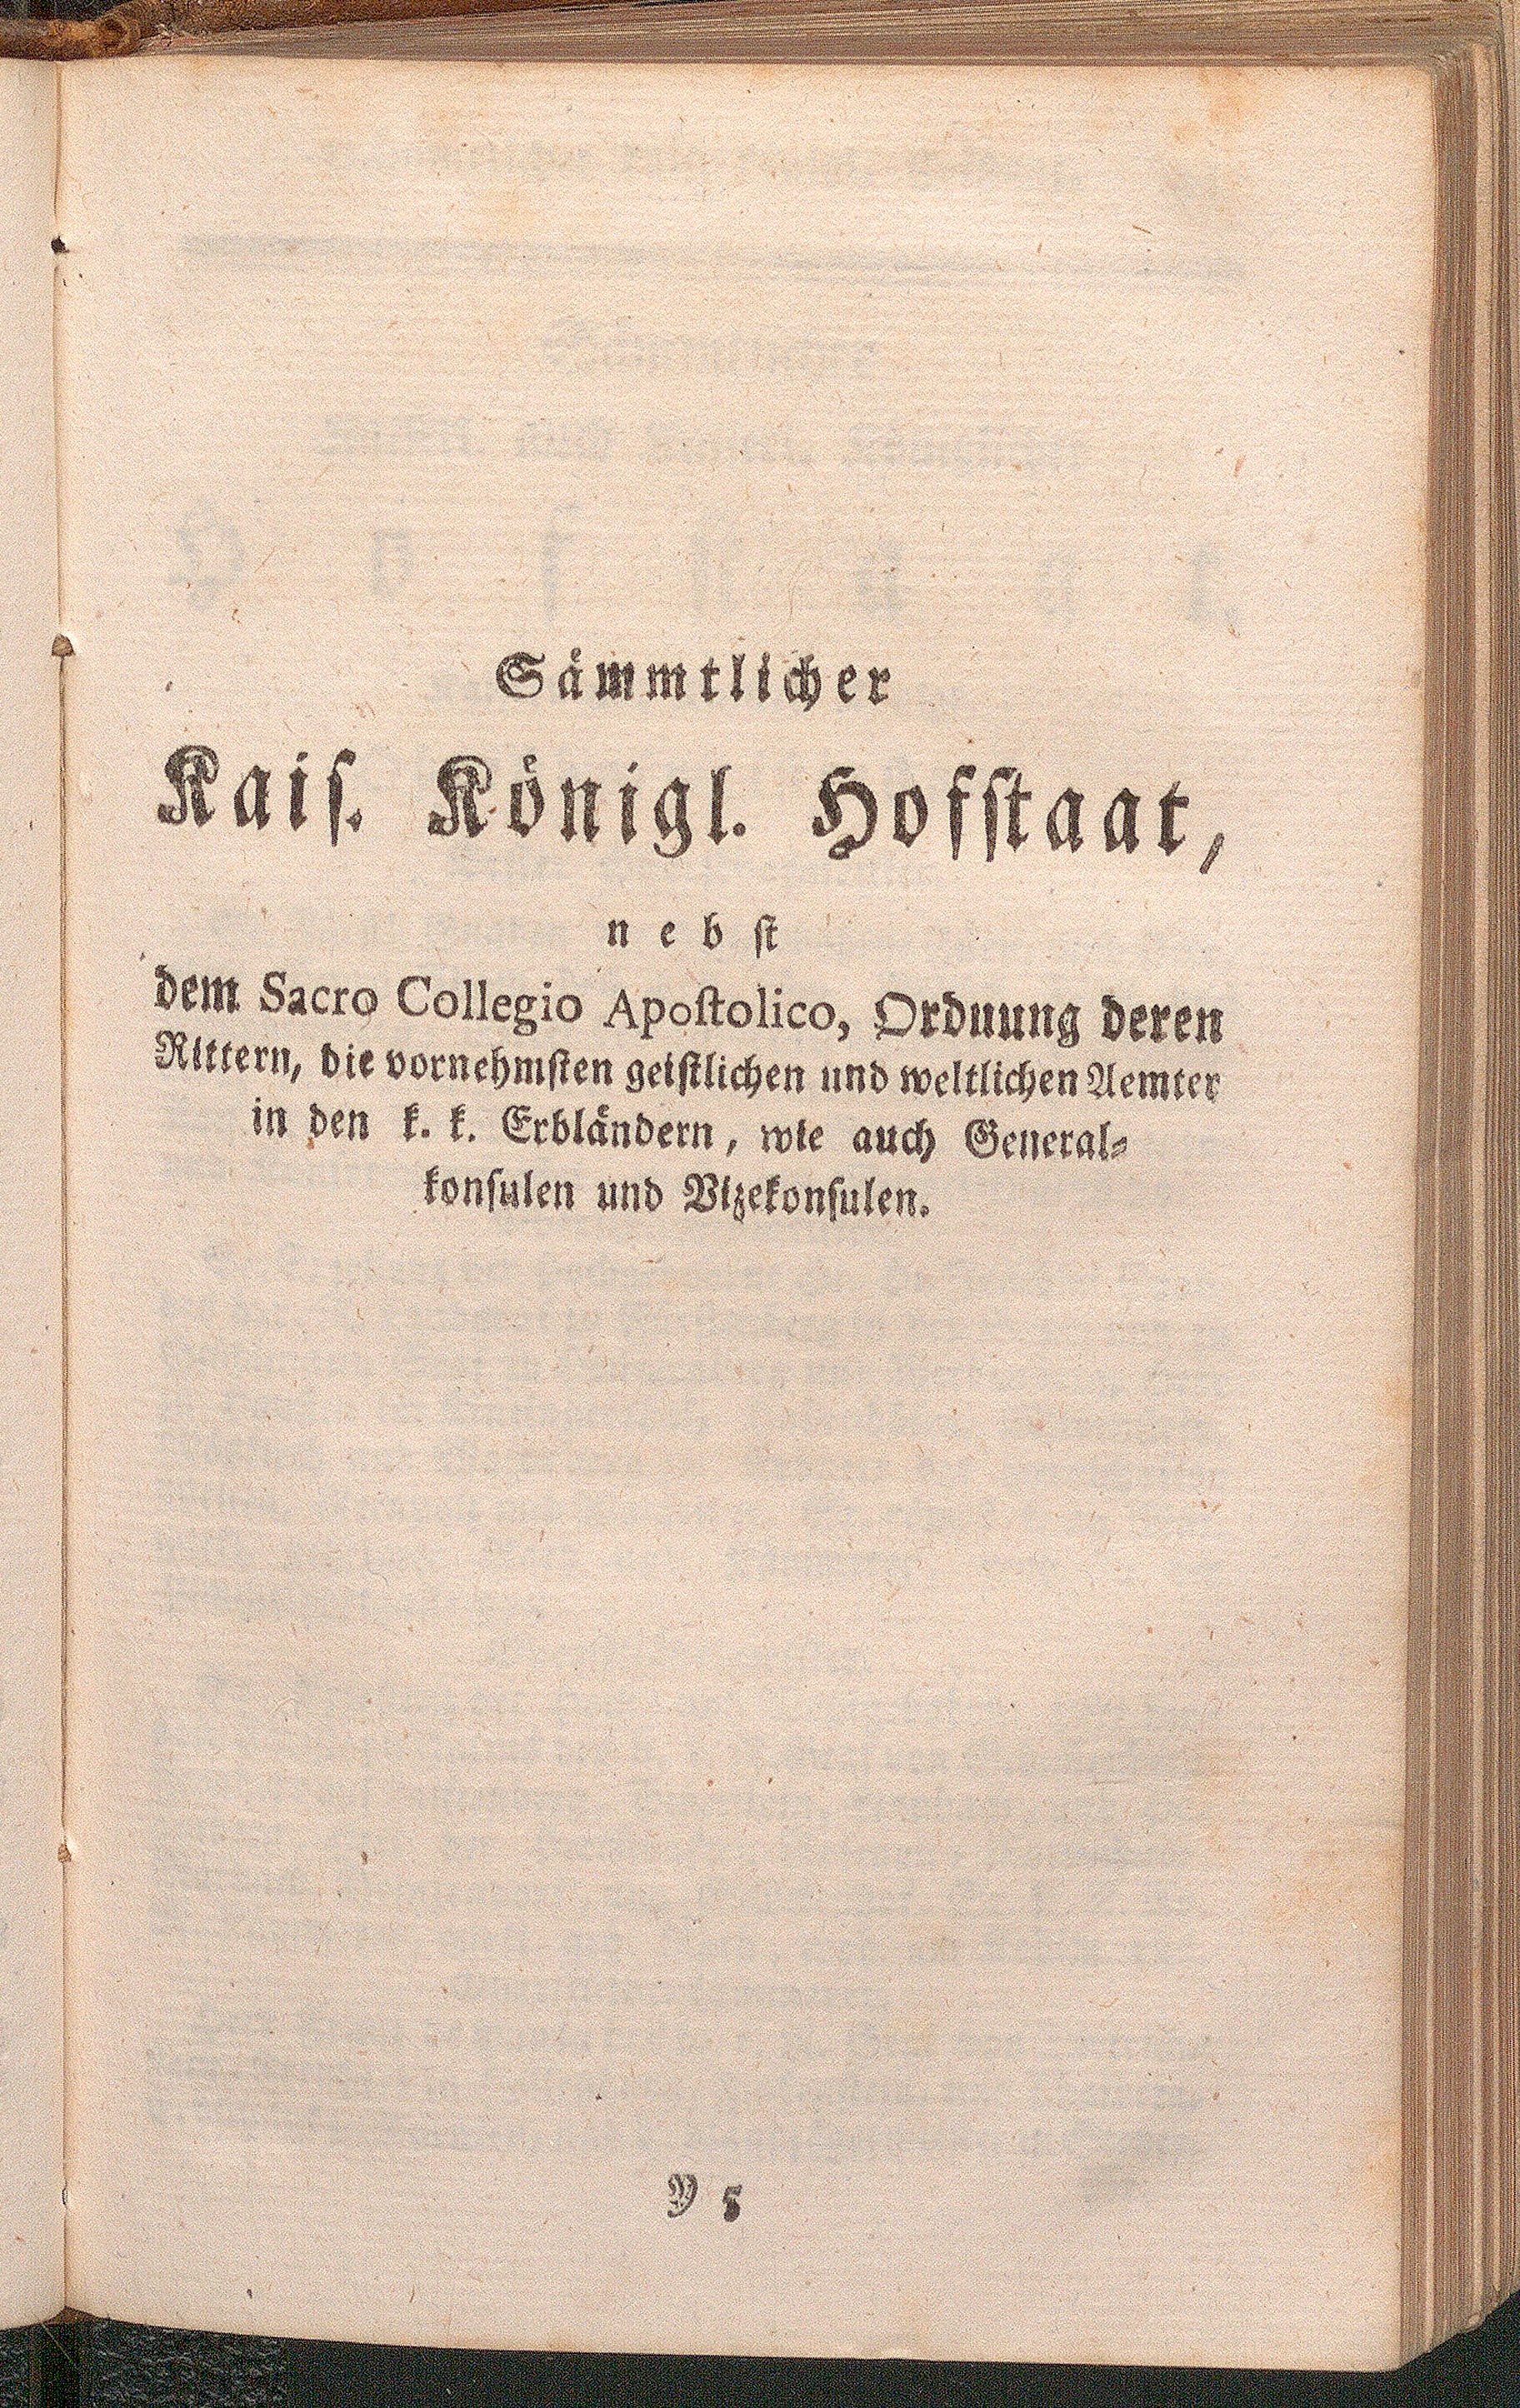 Sämmtlicher
Kaiſ. Königl. Hofſtaat,
nebſt
dem Sacro Collegio Apoſtolico, Orduung deren
Rittern, die vornehmſten geiſtlichen und weltlichen Aemter
in den k. k. Erbländern, wie auch General⸗
konſulen und Vizekonſulen.
Y 5